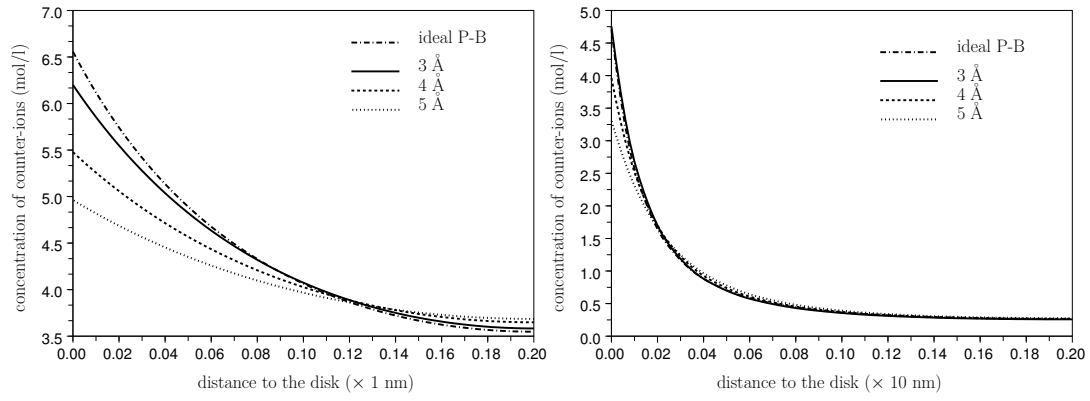 7.0
6.5
6.0
5.5
5.0
4.5
4.0
3.5
concentration of counter-ions (mol/l)
ideal P-B
3 Å
4 Å
5 Å
0.00 0.02 0.04 0.06 0.08 0.10 0.12 0.14 0.16 0.18 0.20
distance to the disk (× 1 nm)
5.0
4.5
4.0
3.5
3.0
2.5
2.0
1.5
1.0
0.5
0.0
concentration of counter-ions (mol/l)
ideal P-B
3 Å
4 Å
5 Å
0.00 0.02 0.04 0.06 0.08 0.10 0.12 0.14 0.16 0.18 0.20
distance to the disk (× 10 nm)